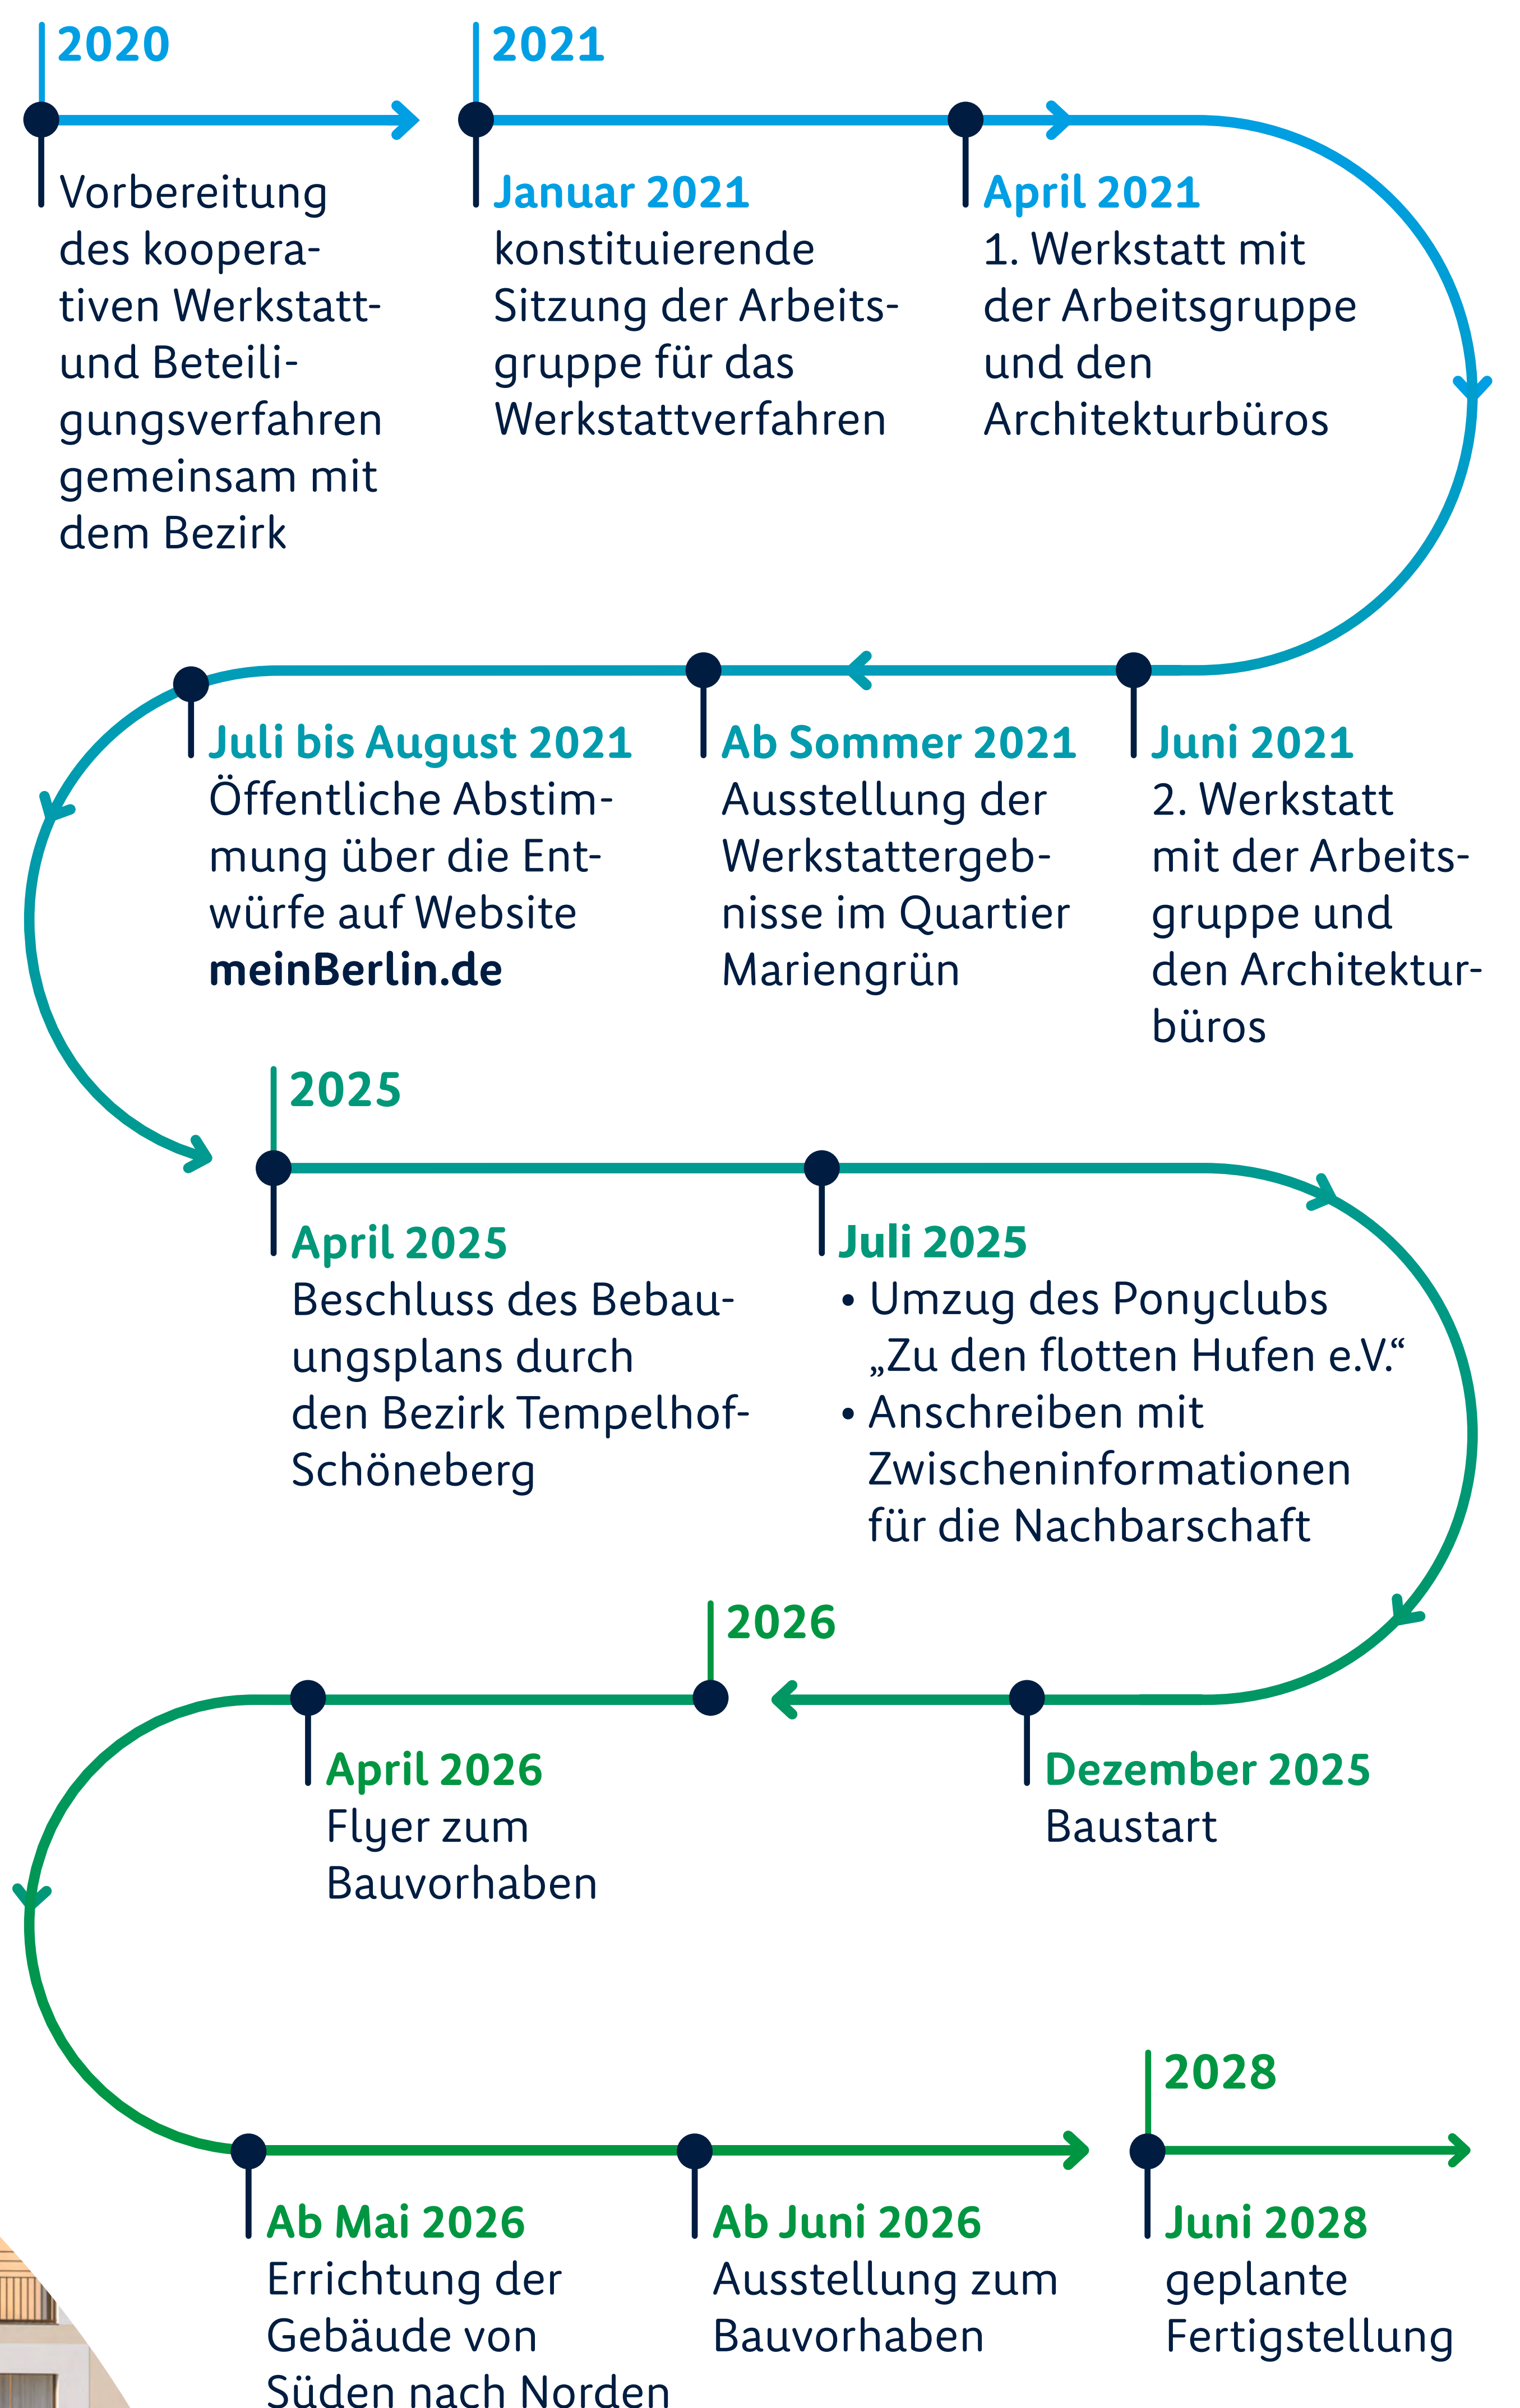 2020
Vorbereitung
des koopera-
tiven Werkstatt-
und Beteili-
gungsverfahren
gemeinsam mit
dem Bezirk
2021
Januar 2021
konstituierende
Sitzung der Arbeits-
gruppe für das
Werkstattverfahren
April 2021
1. Werkstatt mit
der Arbeitsgruppe
und den
Architekturbüros
Juni 2021
2. Werkstatt
mit der Arbeits-
gruppe und
den Architektur-
büros
Ab Sommer 2021
Ausstellung der
Werkstattergeb-
nisse im Quartier
Mariengrün
Juli bis August 2021
Öffentliche Abstim-
mung über die Ent-
würfe auf Website
meinBerlin.de
2025
April 2025
Beschluss des Bebau-
ungsplans durch
den Bezirk Tempelhof-
Schöneberg
Juli 2025
• Umzug des Ponyclubs
„Zu den flotten Hufen e.V.“
• Anschreiben mit
Zwischeninformationen
für die Nachbarschaft
Dezember 2025
Baustart
2026
April 2026
Flyer zum
Bauvorhaben
Ab Mai 2026
Errichtung der
Gebäude von
Süden nach Norden
Ab Juni 2026
Ausstellung zum
Bauvorhaben
2028
Juni 2028
geplante
Fertigstellung